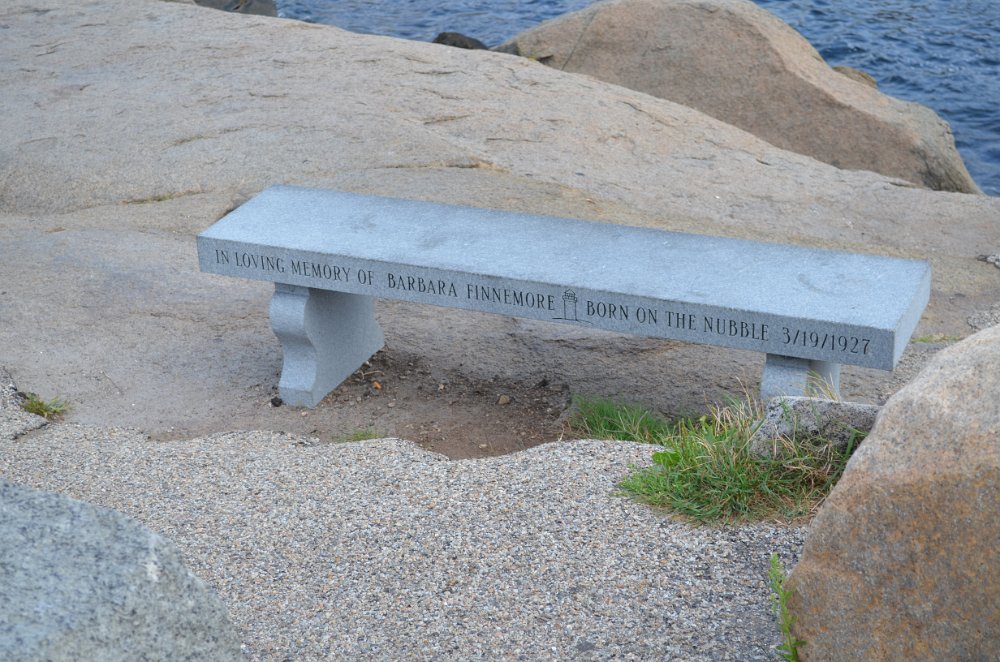 IN LOVING MEMORY OF BARBARA FINNEMORE BORN ON THE NUBBLE 3/19/1927